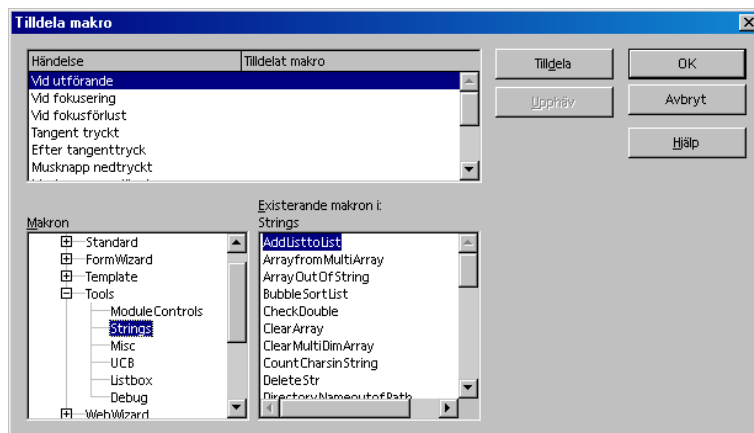 Tilldela makro
Händelse Tilldelat makro
Vid utförande
Vid fokusering
Vid fokusförlust
Tangent tryckt
Efter tangenttryck
Musknapp nedtryckt
Tilldela
Upphäv
OK
Avbryt
Hjälp
Makron
Standard
FormWizard
Template
Tools
ModuleControls
Strings
Misc
UCB
Listbox
Debug
WebWizard
Existerande makron i:
Strings
AddListtoList
ArrayfromMultiArray
ArrayOutOfString
BubbleSortList
CheckDouble
ClearArray
ClearMultiDimArray
CountCharsinString
DeleteStr
DirectoryNameoutofPath